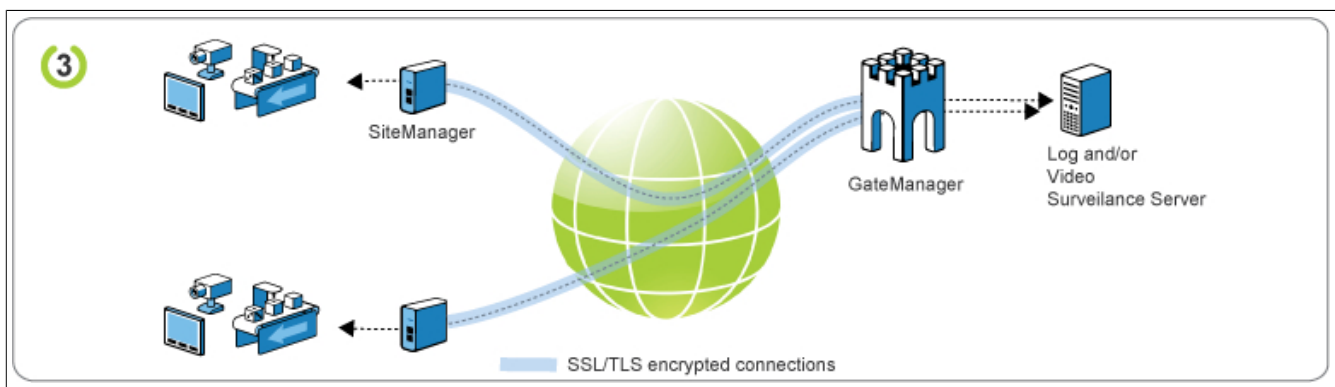 3
SiteManager
GateManager
Log and/or
Video
Surveilance Server
SSL/TLS encrypted connections